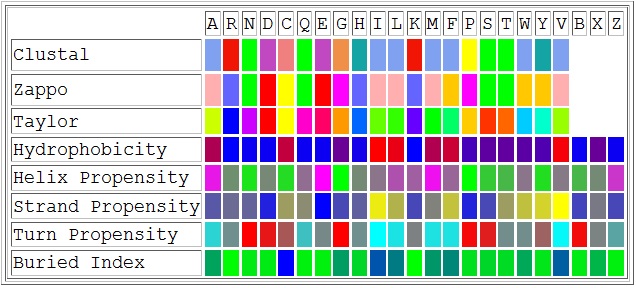 A R N D C Q E G H I L K M F P S T W Y V B X Z
Clustal
Zappo
Taylor
Hydrophobicity
Helix Propensity
Strand Propensity
Turn Propensity
Buried Index